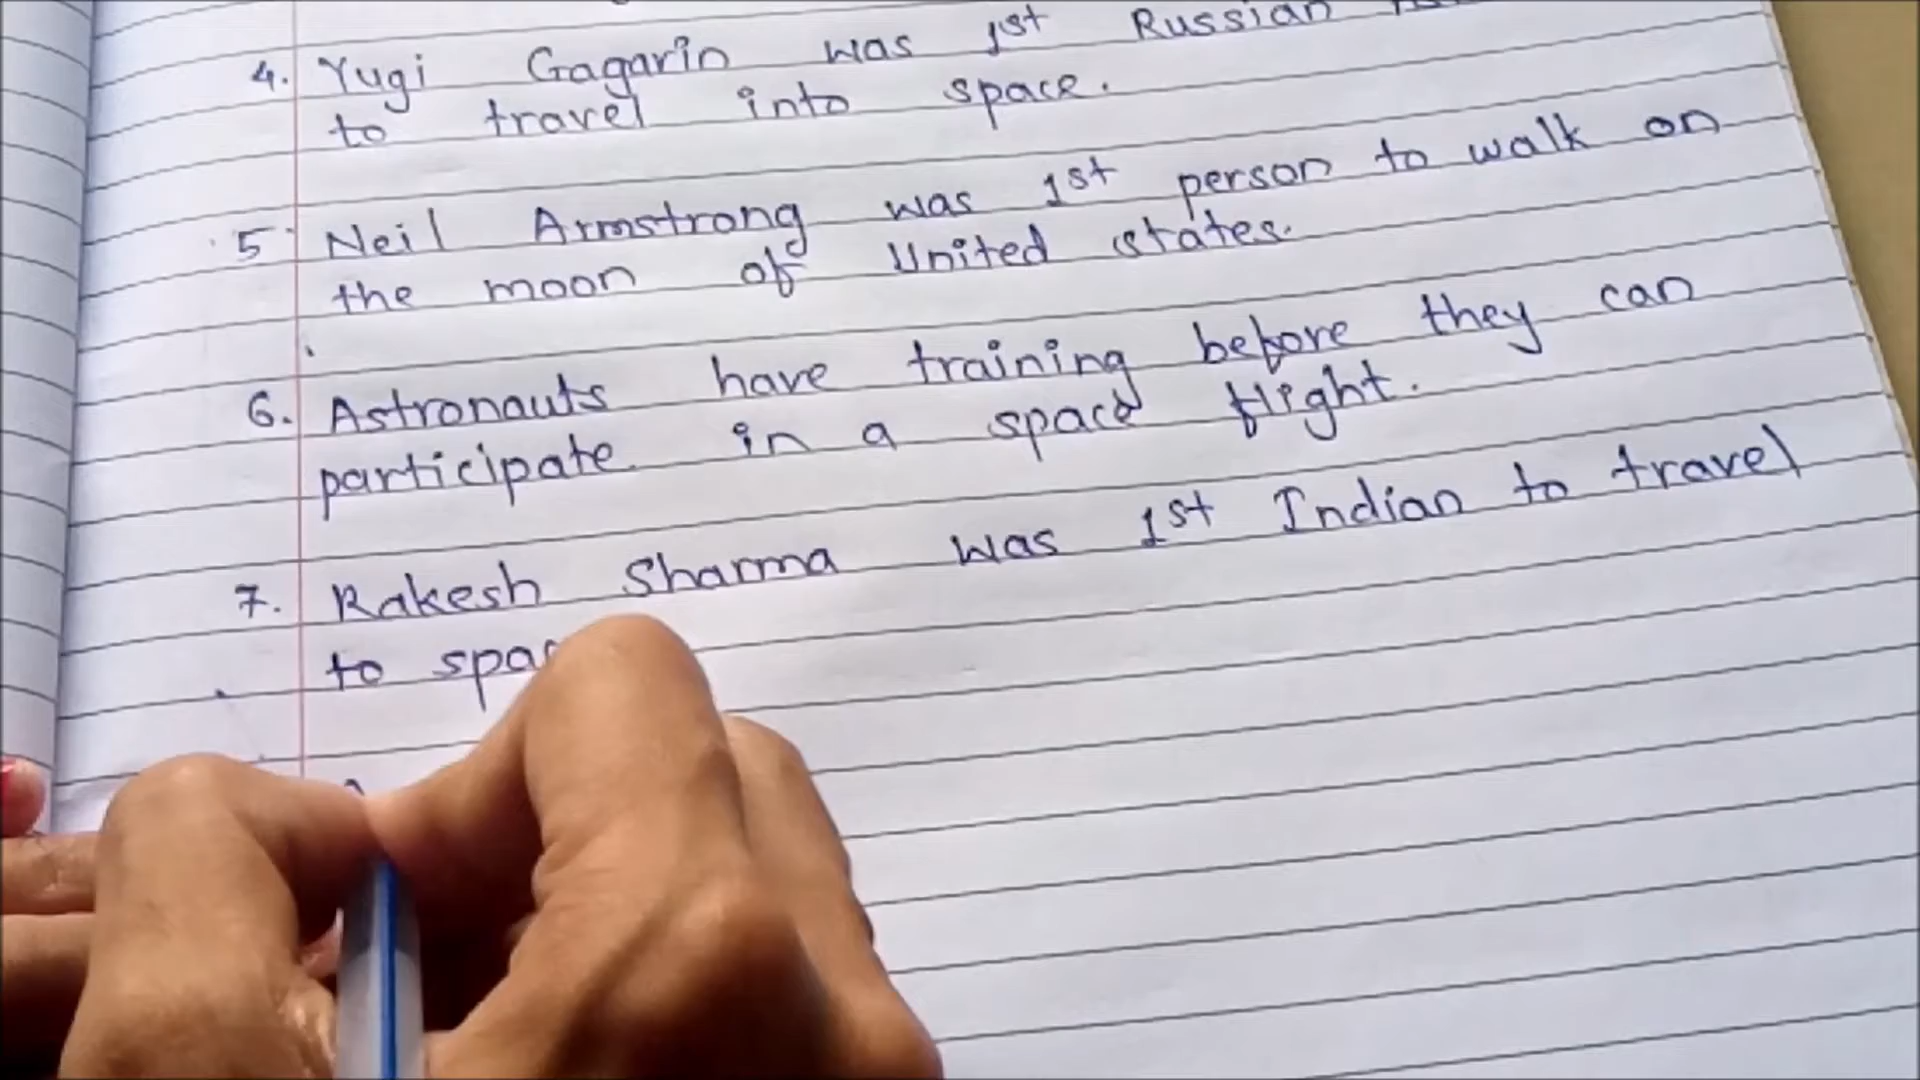 4. Yugi Gagarin was 1st Russian
to travel into space.
5. Neil Armstrong was 1st person to walk on
the moon of United states.
6. Astronauts have training before they can
participate in a space flight.
7. Rakesh Sharma was 1st Indian to travel
to